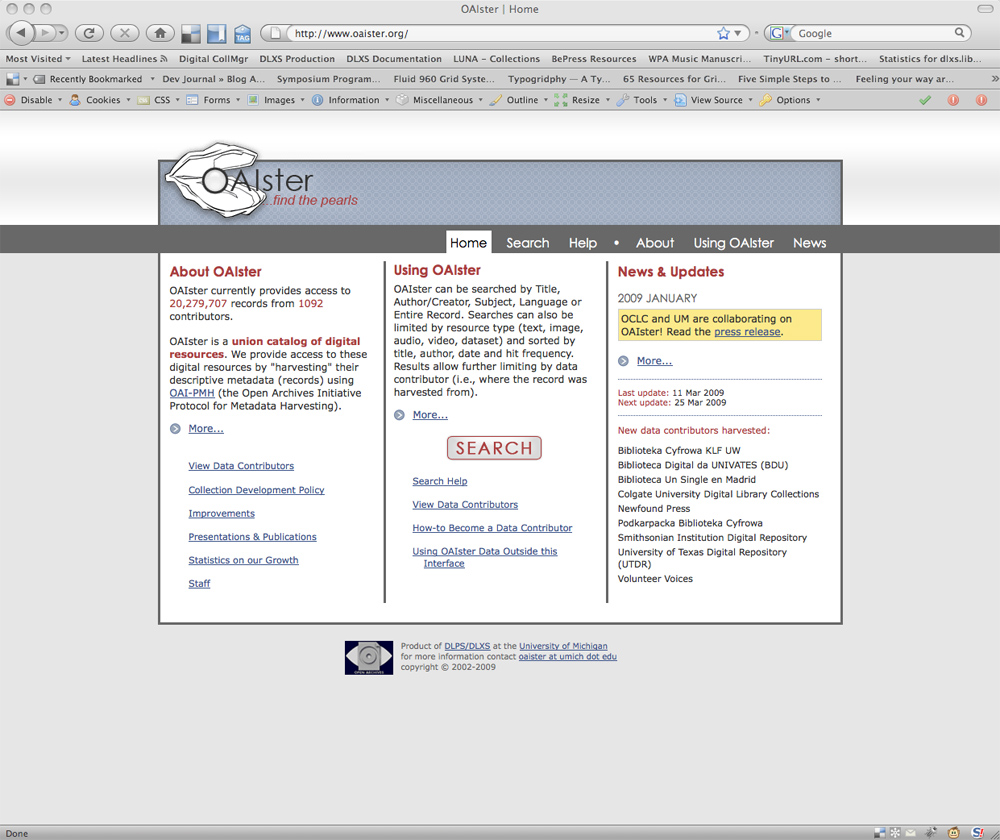 OAIster | Home
http://www.oaister.org/
Google
Most Visited
Latest Headlines
Digital CollMgr
DLXS Production
DLXS Documentation
LUNA – Collections
BePress Resources
WPA Music Manuscri...
TinyURL.com – short...
Statistics for dlxs.lib...
Recently Bookmarked
Dev Journal » Blog A...
Symposium Program...
Fluid 960 Grid Syste...
Typogridphy — A Ty...
65 Resources for Gri...
Five Simple Steps to ...
Feeling your way ar...
Disable
Cookies
CSS
Forms
Images
Information
Miscellaneous
Outline
Resize
Tools
View Source
Options
OAIster
...find the pearls
Home
Search
Help
•
About
Using OAIster
News
About OAIster
OAIster currently provides access to
20,279,707 records from 1092
contributors.
OAIster is a union catalog of digital
resources. We provide access to these
digital resources by "harvesting" their
descriptive metadata (records) using
OAI-PMH (the Open Archives Initiative
Protocol for Metadata Harvesting).
More...
View Data Contributors
Collection Development Policy
Improvements
Presentations & Publications
Statistics on our Growth
Staff
Using OAIster
OAIster can be searched by Title,
Author/Creator, Subject, Language or
Entire Record. Searches can also be
limited by resource type (text, image,
audio, video, dataset) and sorted by
title, author, date and hit frequency.
Results allow further limiting by data
contributor (i.e., where the record was
harvested from).
More...
SEARCH
Search Help
View Data Contributors
How-to Become a Data Contributor
Using OAIster Data Outside this
Interface
News & Updates
2009 JANUARY
OCLC and UM are collaborating on
OAIster! Read the press release.
More...
Last update: 11 Mar 2009
Next update: 25 Mar 2009
New data contributors harvested:
Biblioteka Cyfrowa KLF UW
Biblioteca Digital da UNIVATES (BDU)
Biblioteca Un Single en Madrid
Colgate University Digital Library Collections
Newfound Press
Podkarpacka Biblioteka Cyfrowa
Smithsonian Institution Digital Repository
University of Texas Digital Repository
(UTDR)
Volunteer Voices
OPEN ARCHIVES
Product of DLPS/DLXS at the University of Michigan
for more information contact oaister at umich dot edu
copyright © 2002-2009
Done